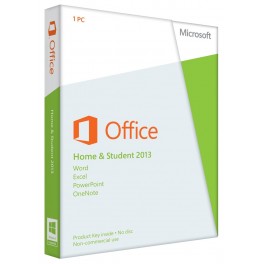 1 PC
Microsoft
Office
Home & Student 2013
Word
Excel
PowerPoint
OneNote
Product Key Inside • No disc
Non-commercial use